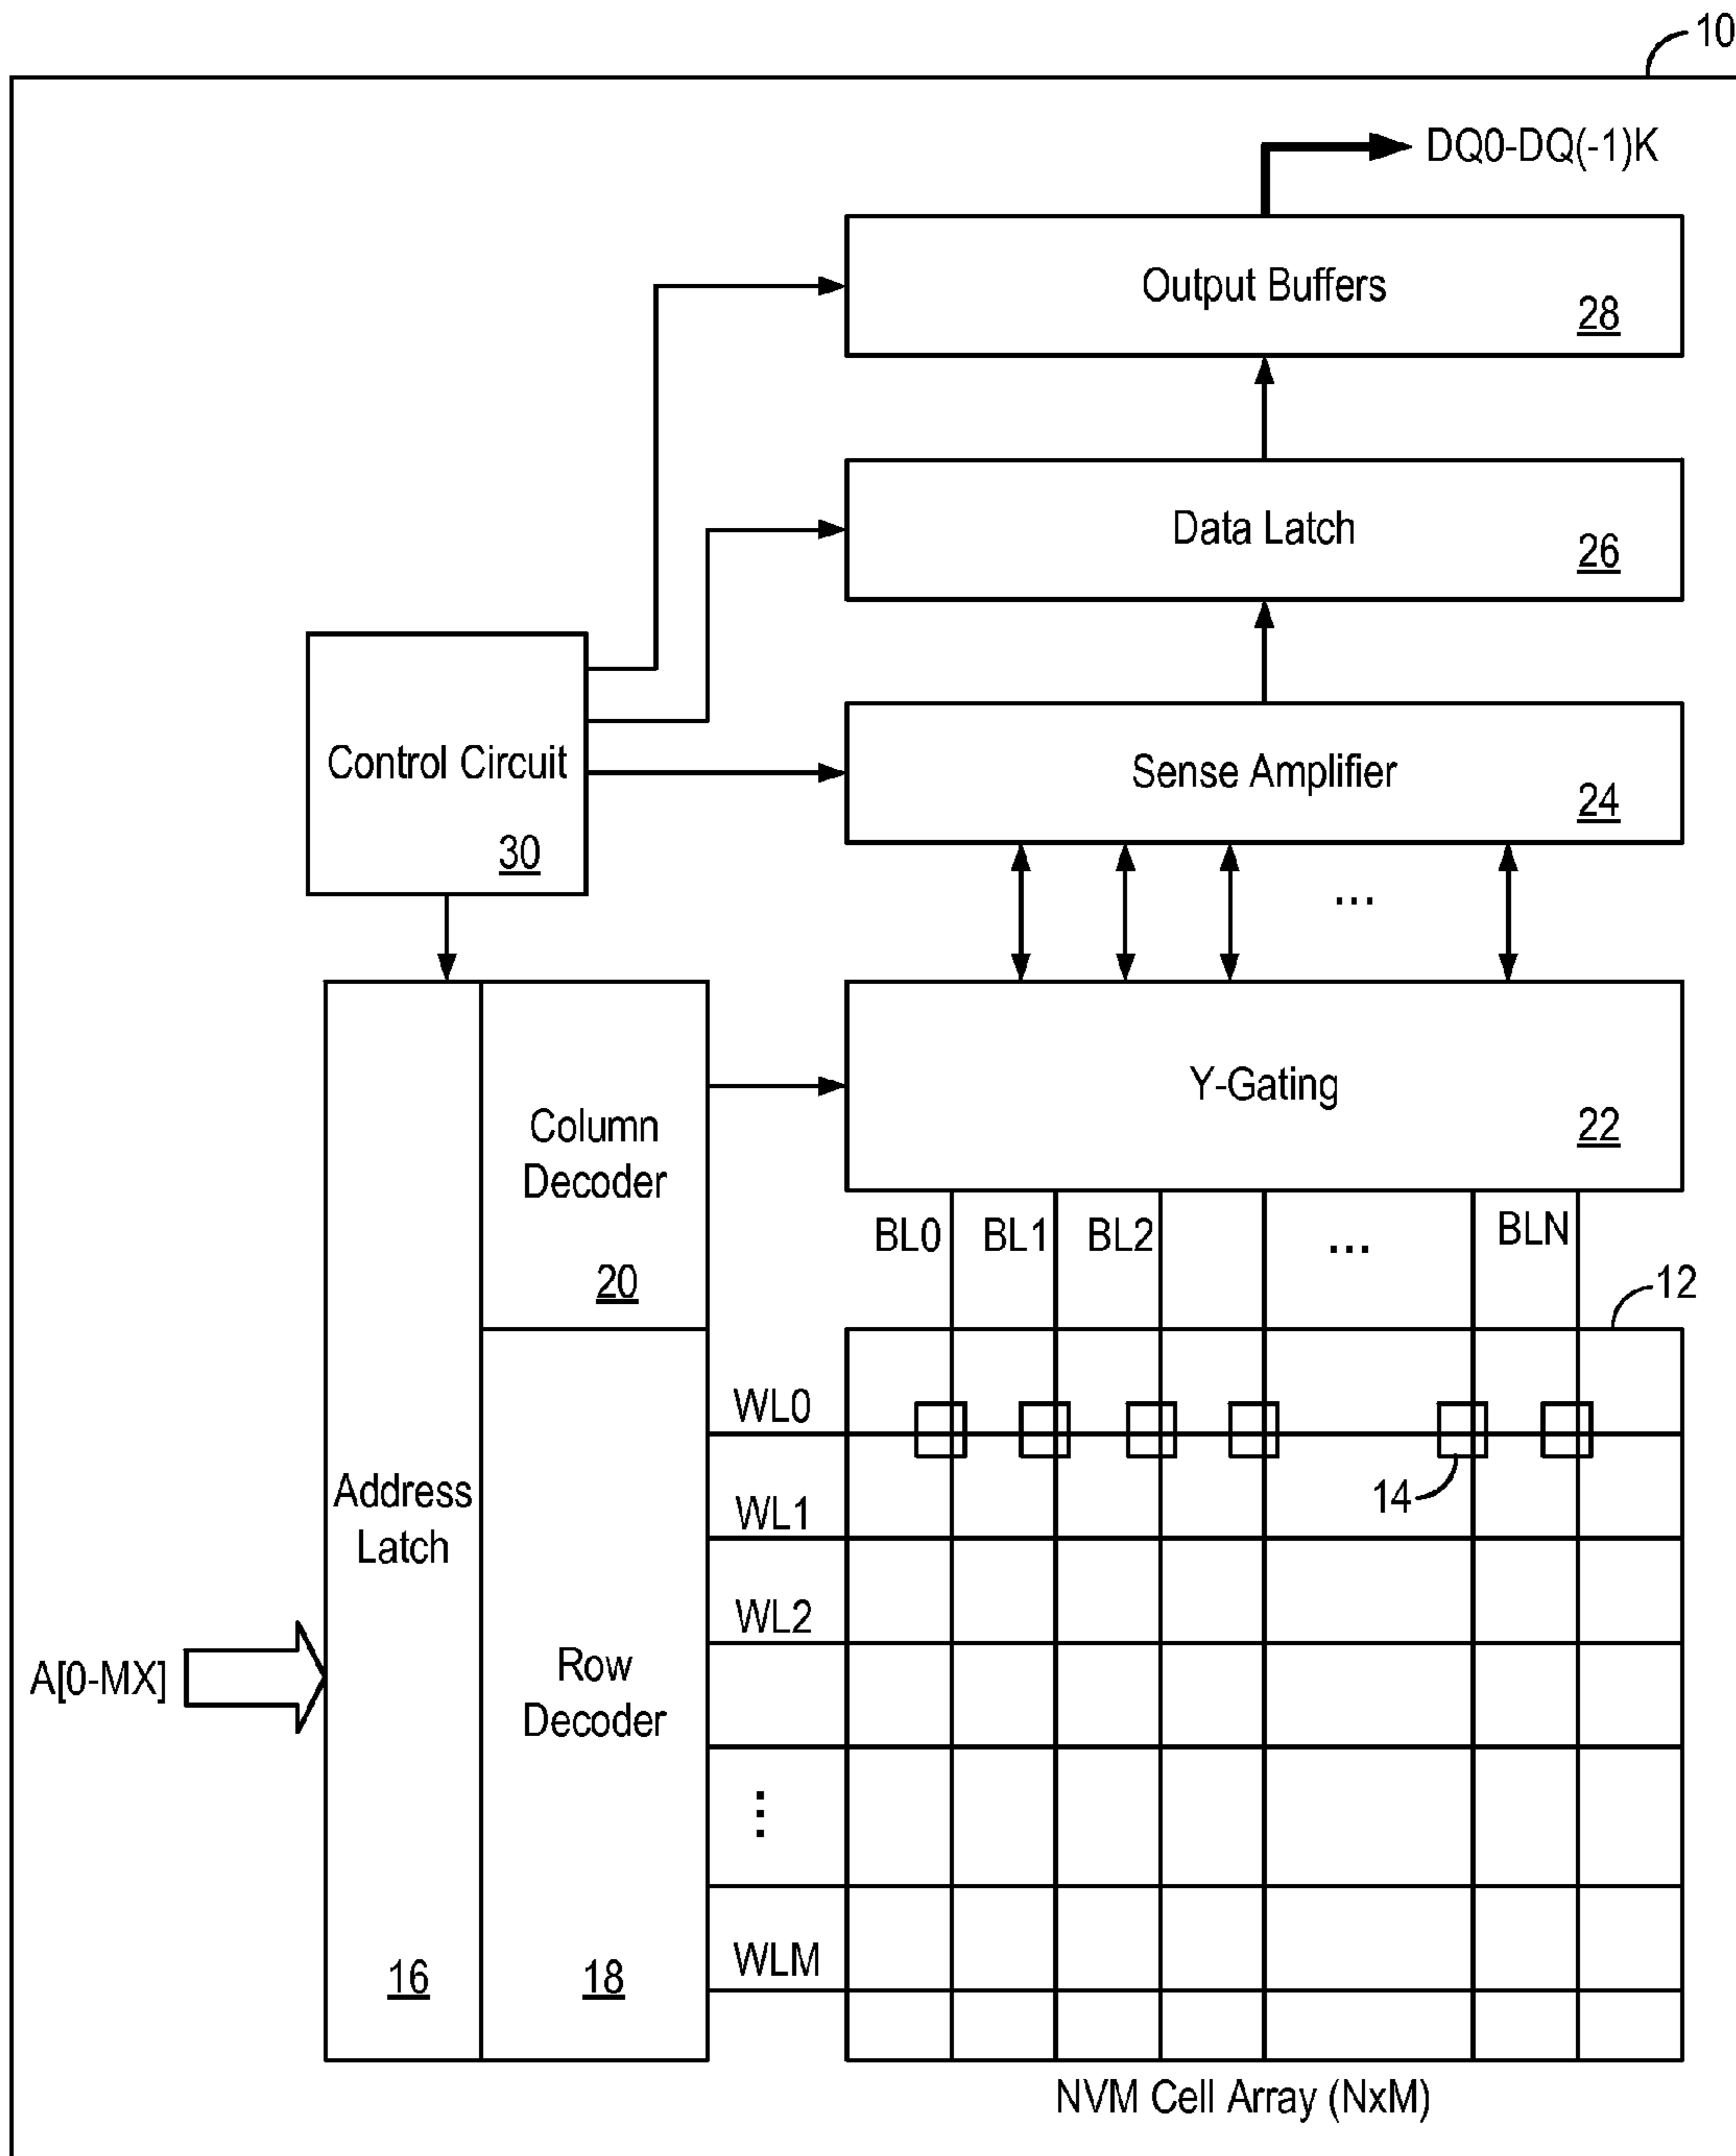 10
DQ0-DQ(-1)K
Output Buffers
28
Data Latch
26
Control Circuit
30
Sense Amplifier
24
...
Y-Gating
22
Column
Decoder
20
BL0
BL1
BL2
...
BLN
12
Address
Latch
16
A[0-MX]
Row
Decoder
18
WL0
WL1
WL2
...
WLM
14
NVM Cell Array (NxM)